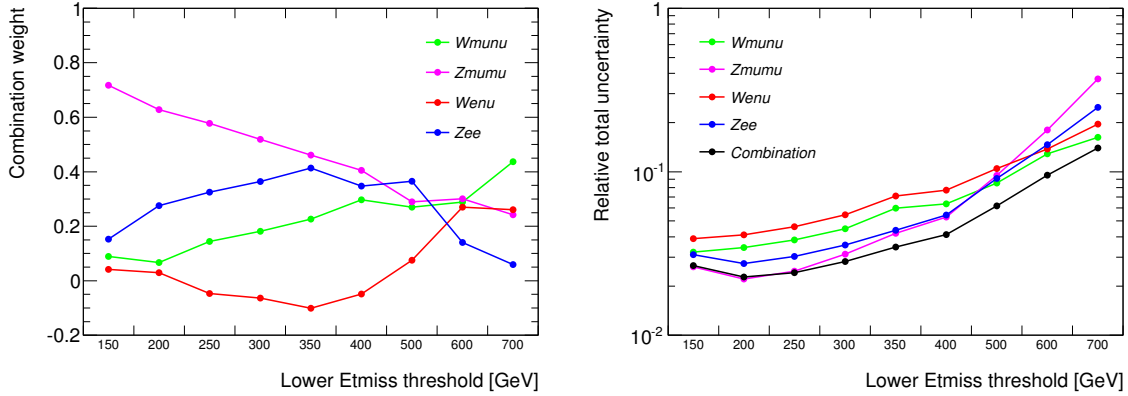 Combination weight
1
0.8
0.6
0.4
0.2
0
-0.2
Wmunu
Zmumu
Wenu
Zee
150 200 250 300 350 400 500 600 700
Lower Etmiss threshold [GeV]
Relative total uncertainty
1
10⁻¹
10⁻²
Wmunu
Zmumu
Wenu
Zee
Combination
150 200 250 300 350 400 500 600 700
Lower Etmiss threshold [GeV]